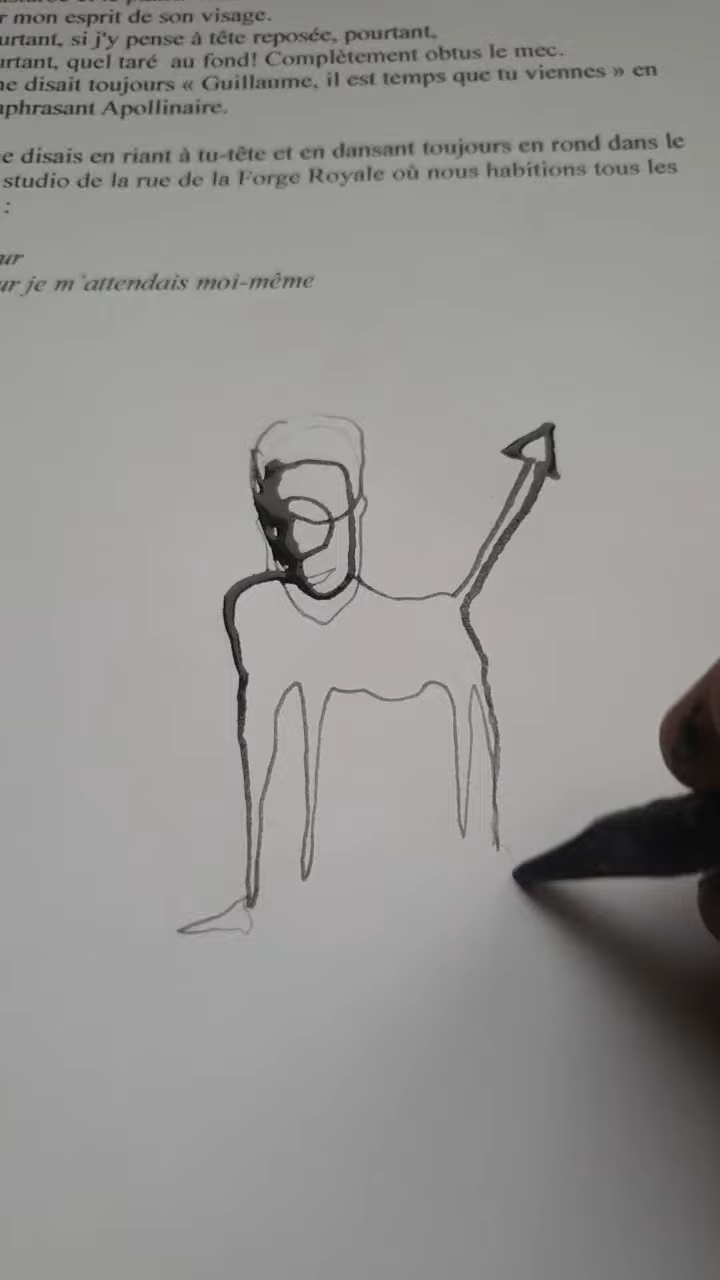 r mon esprit de son visage.
urtant, si j'y pense à tête reposée, pourtant,
urtant, quel taré au fond! Complètement obtus le mec.
ne disait toujours « Guillaume, il est temps que tu viennes » en
aphrasant Apollinaire.
e disais en riant à tu-tête et en dansant toujours en rond dans le
studio de la rue de la Forge Royale où nous habitions tous les
:
ur
ur je m'attendais moi-même